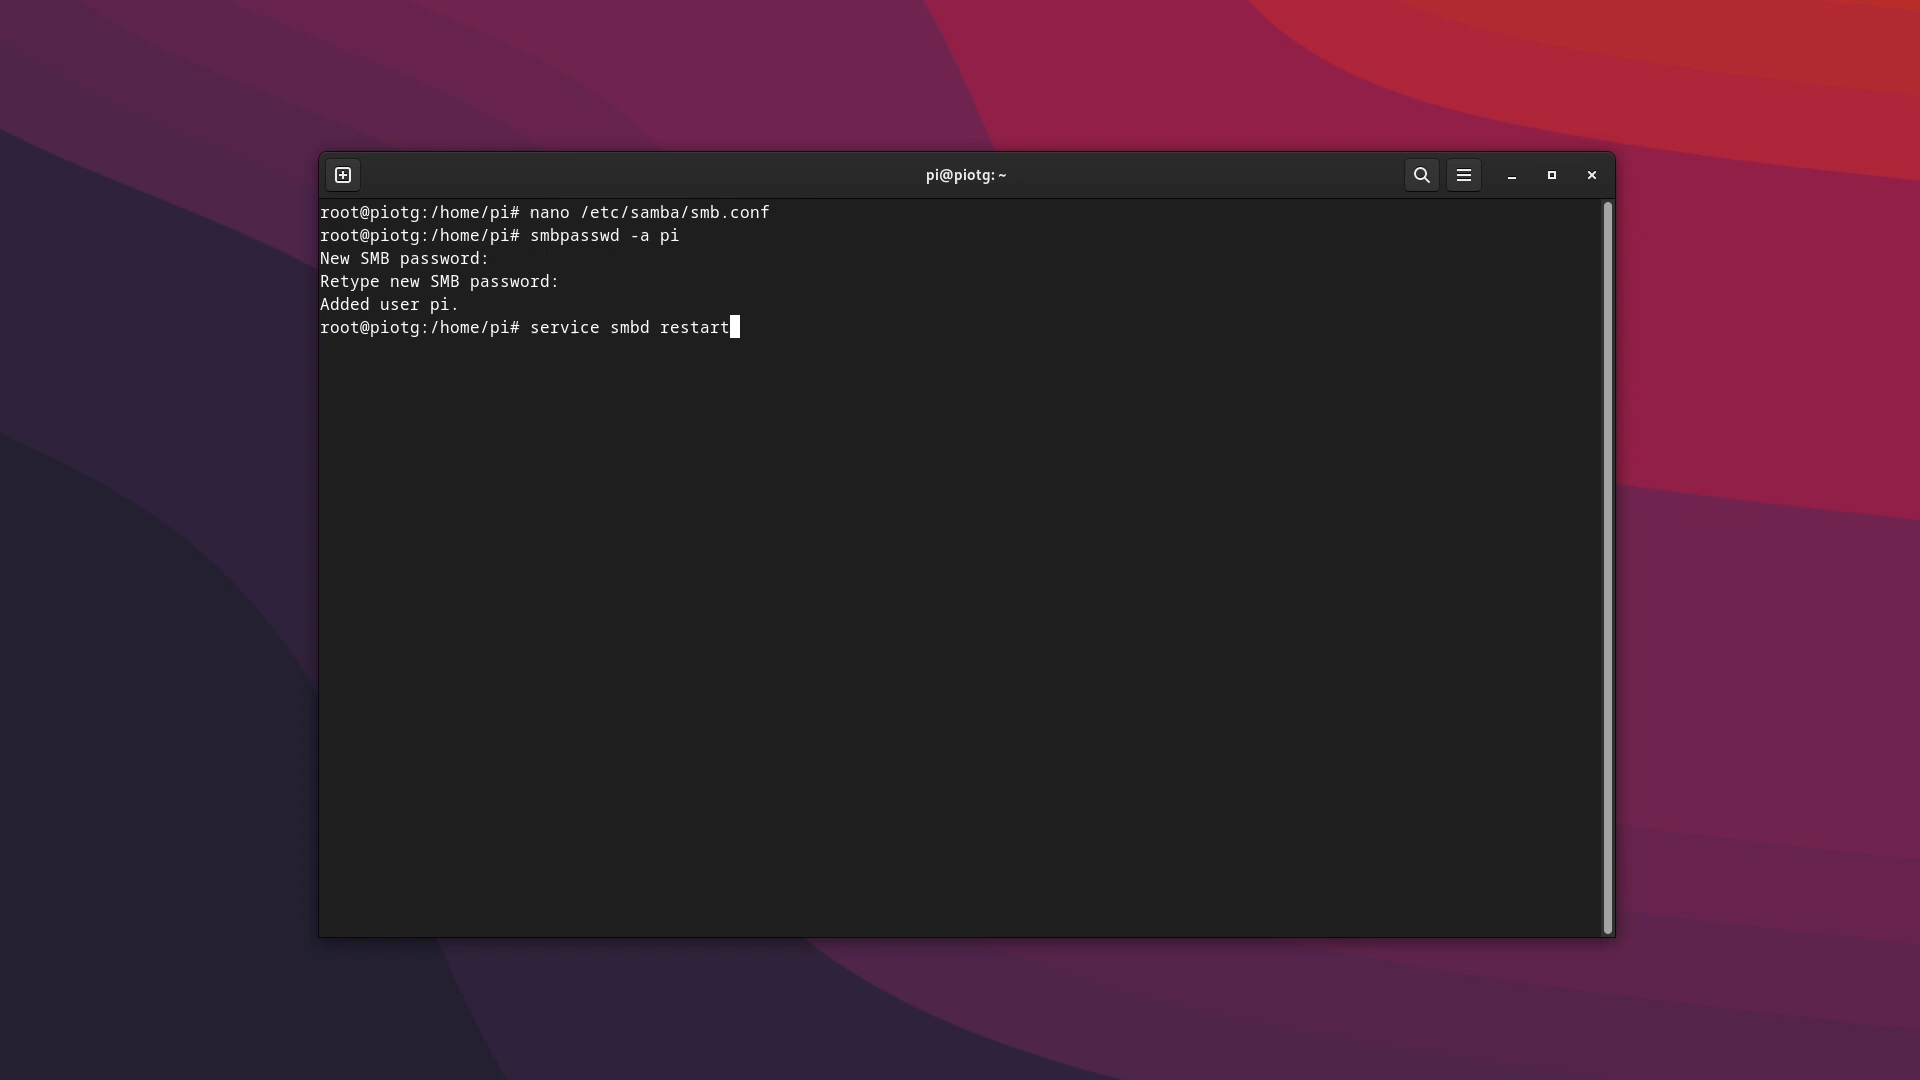 pi@piotg: ~
root@piotg:/home/pi# nano /etc/samba/smb.conf
root@piotg:/home/pi# smbpasswd -a pi
New SMB password:
Retype new SMB password:
Added user pi.
root@piotg:/home/pi# service smbd restart